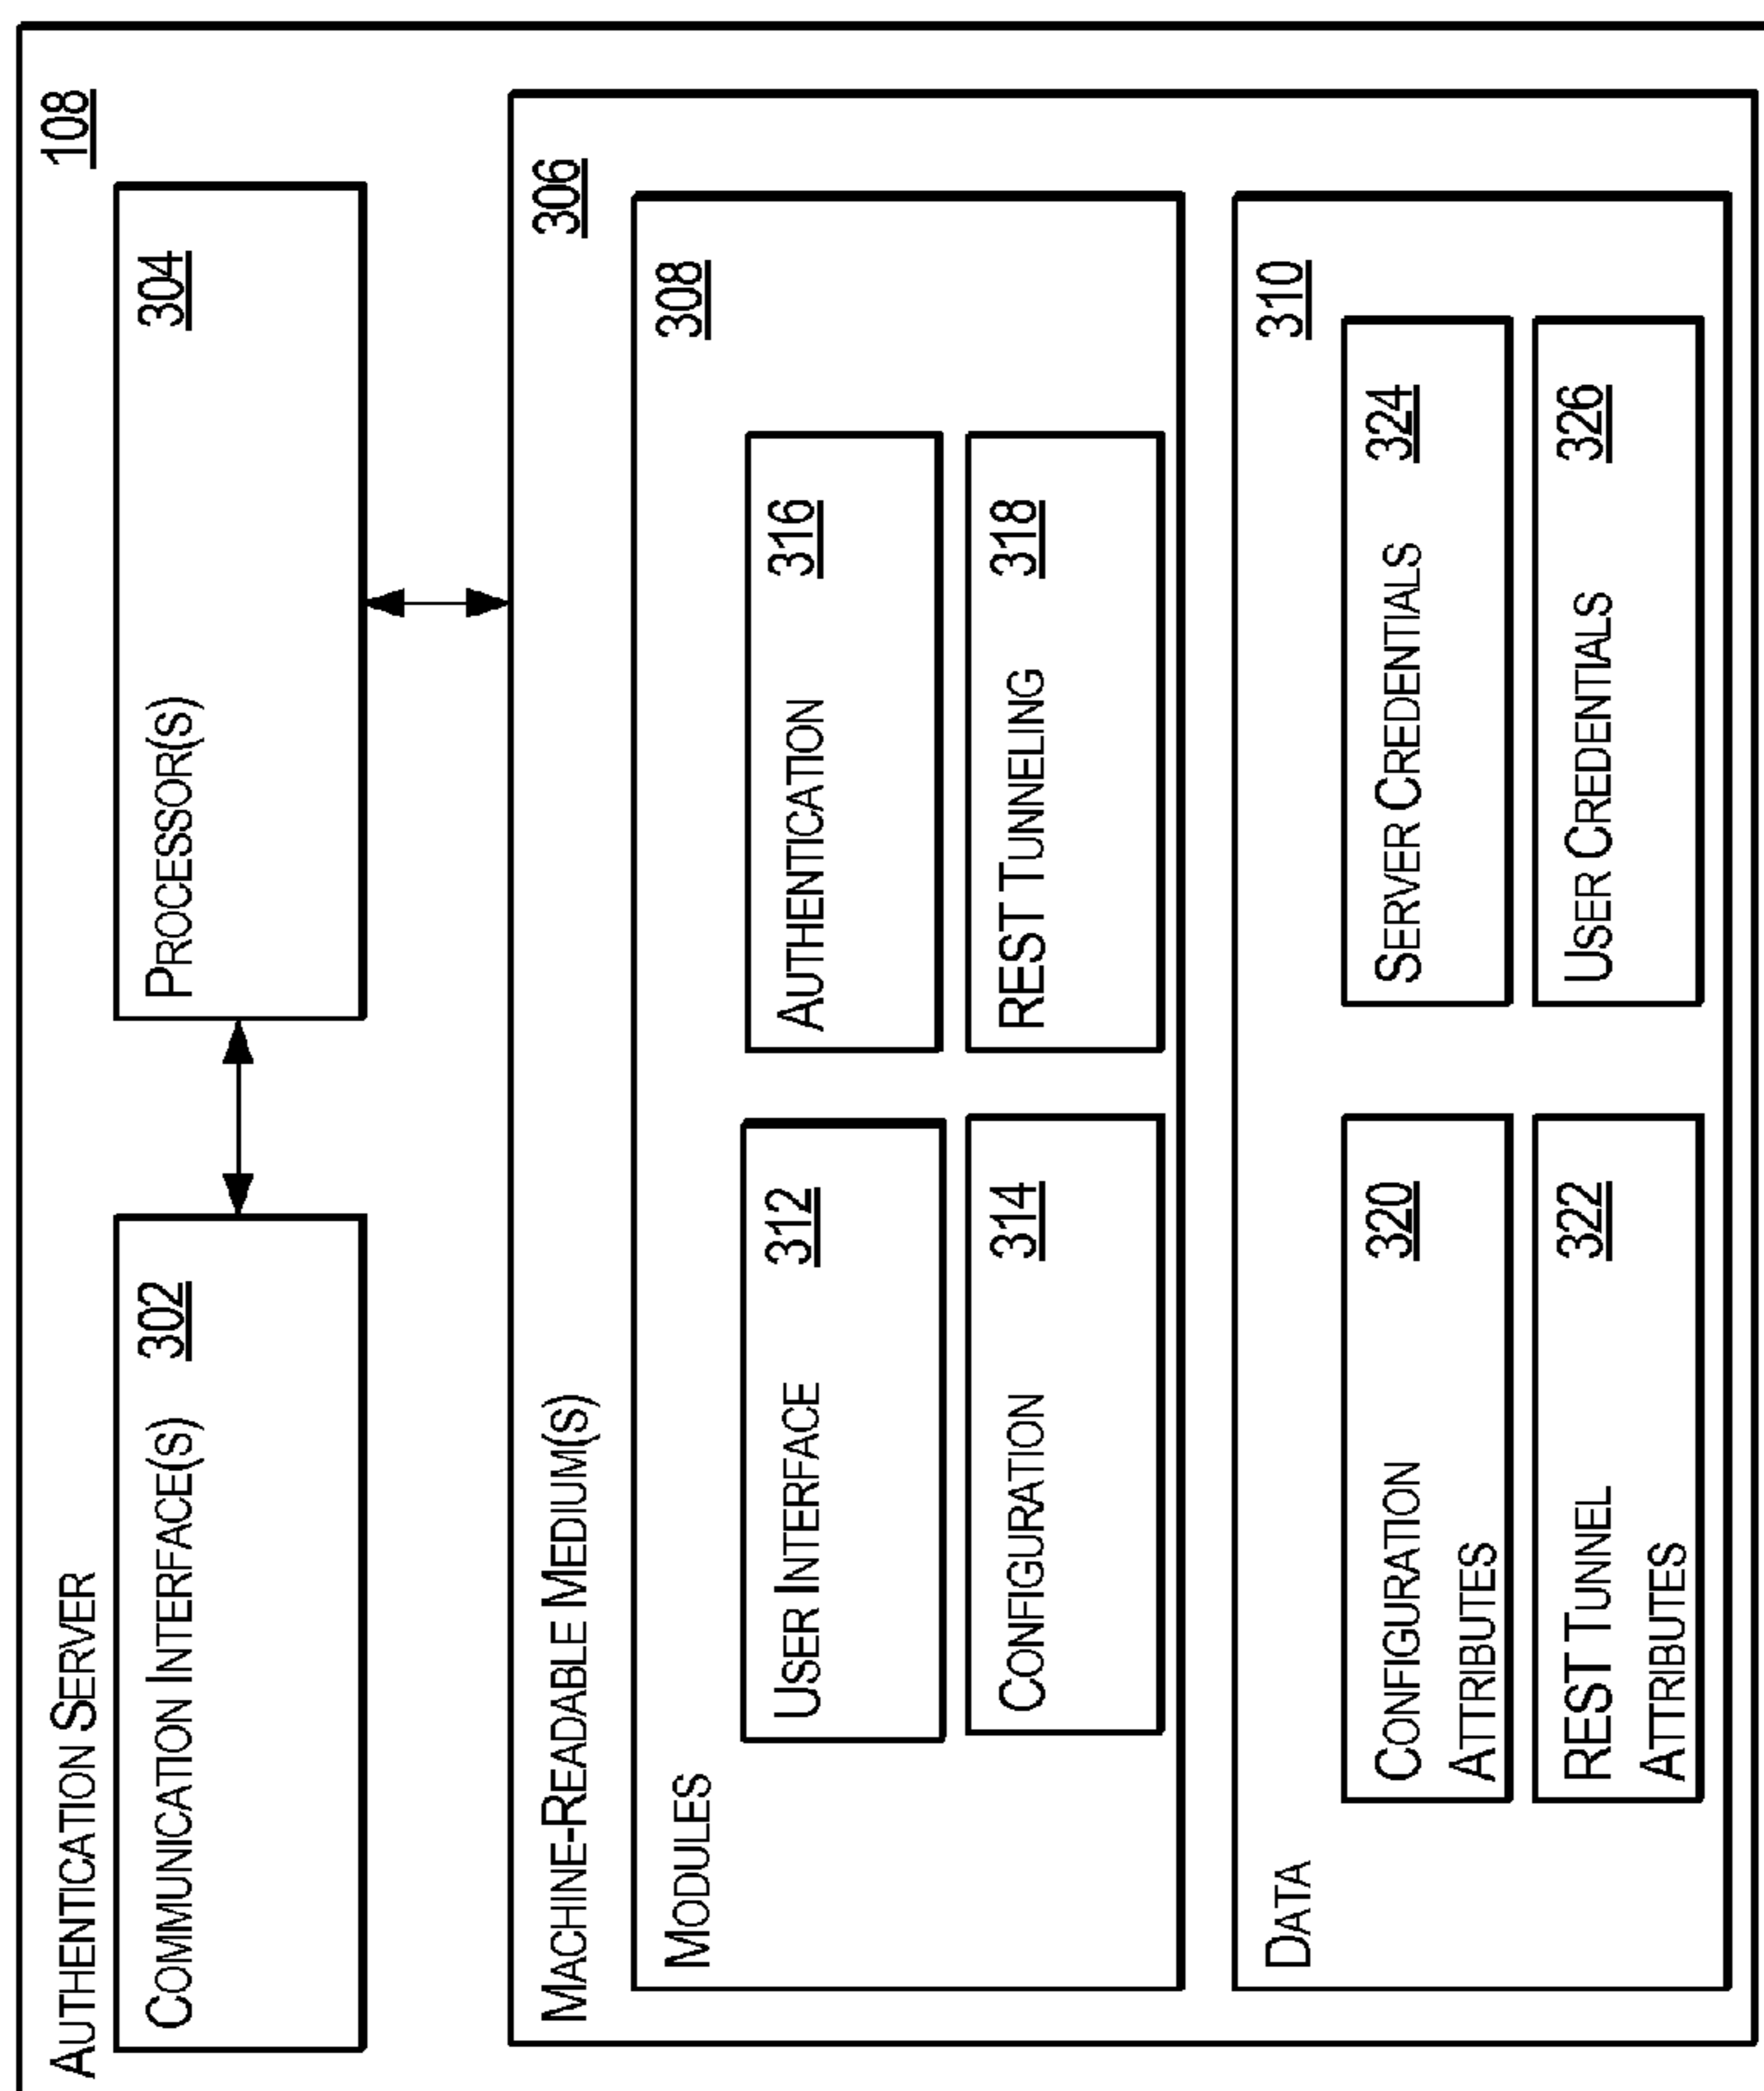 AUTHENTICATION SERVER 108
COMMUNICATION INTERFACE(S) 302
PROCESSOR(S) 304
MACHINE-READABLE MEDIUM(S) 306
MODULES 308
USER INTERFACE 312
AUTHENTICATION 316
CONFIGURATION 314
REST TUNNELING 318
DATA 310
CONFIGURATION 320
ATTRIBUTES
SERVER CREDENTIALS 324
REST TUNNEL 322
ATTRIBUTES
USER CREDENTIALS 326